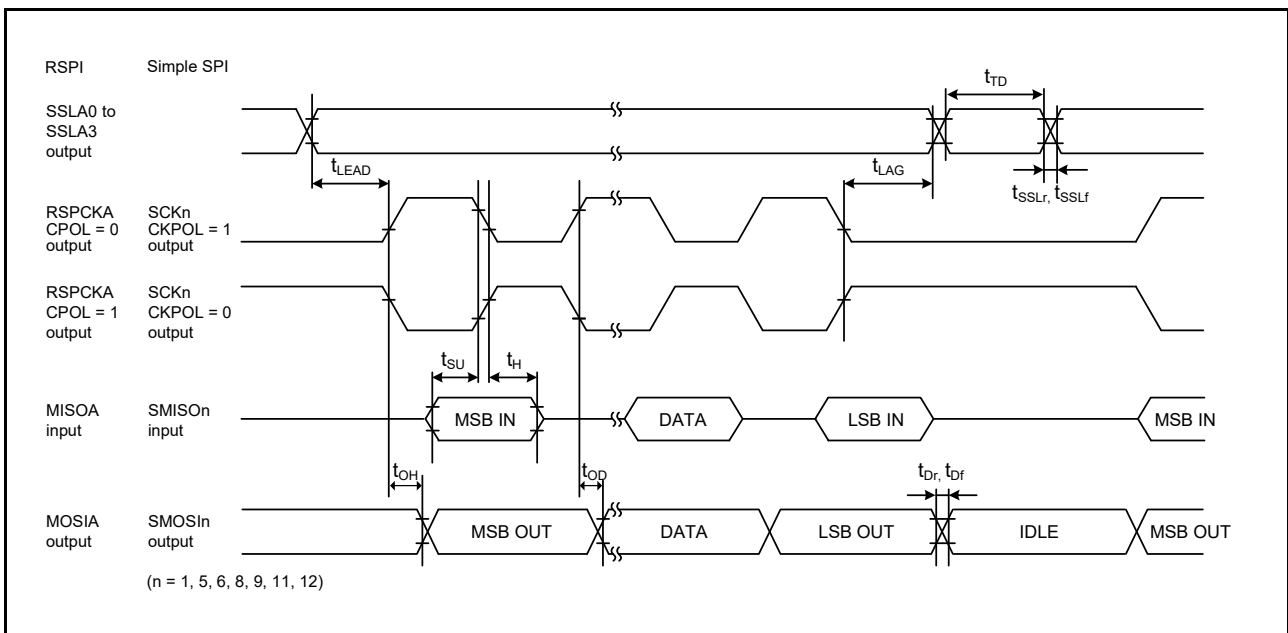 RSPI Simple SPI
SSLA0 to
SSLA3
output
tTD
tLEAD
tLAG
tSSLr, tSSLf
RSPCKA SCKn
CPOL = 0 CKPOL = 1
output output
RSPCKA SCKn
CPOL = 1 CKPOL = 0
output output
tSU tH
MISOA SMISOn
input input
MSB IN DATA LSB IN MSB IN
tOH tOD tDr, tDf
MOSIA SMOSIn
output output
MSB OUT DATA LSB OUT IDLE MSB OUT
(n = 1, 5, 6, 8, 9, 11, 12)